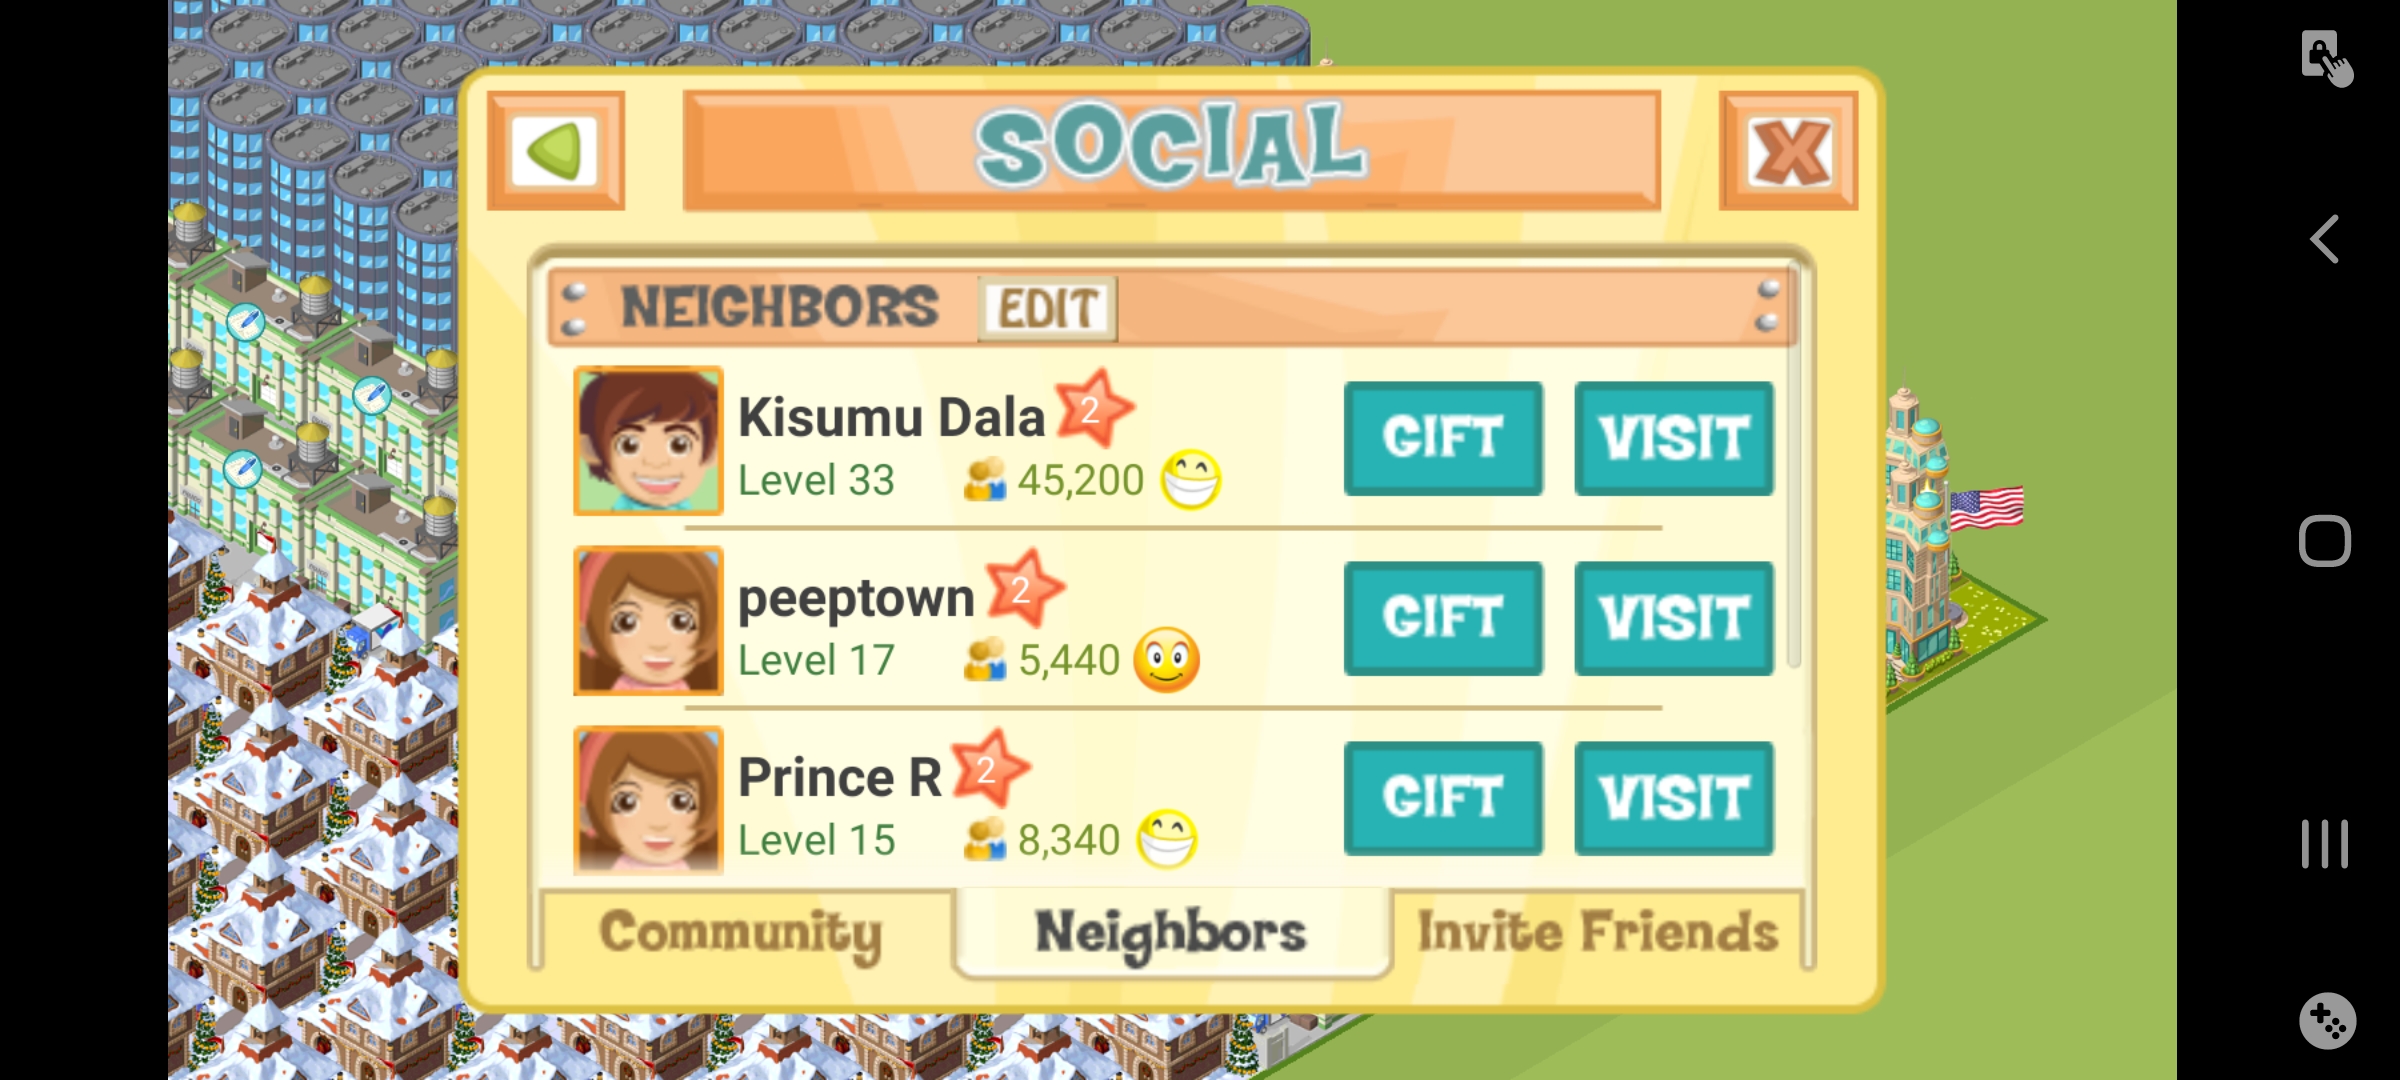 SOCIAL
NEIGHBORS EDIT
Kisumu Dala 2
Level 33 45,200
GIFT VISIT
peeptown 2
Level 17 5,440
GIFT VISIT
Prince R 2
Level 15 8,340
GIFT VISIT
Community Neighbors Invite Friends